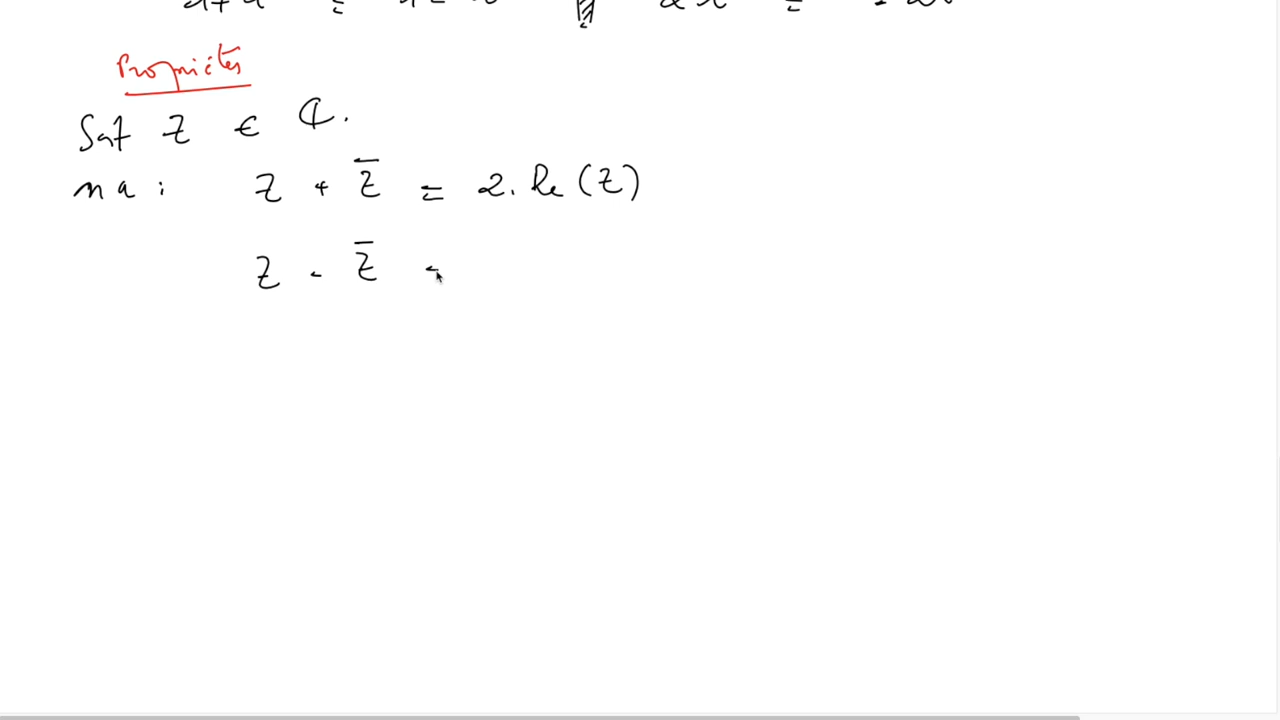 Propriétés
Soit Z ∈ ℂ.
on a : Z + Z̅ = 2. Re (Z)
Z - Z̅ =